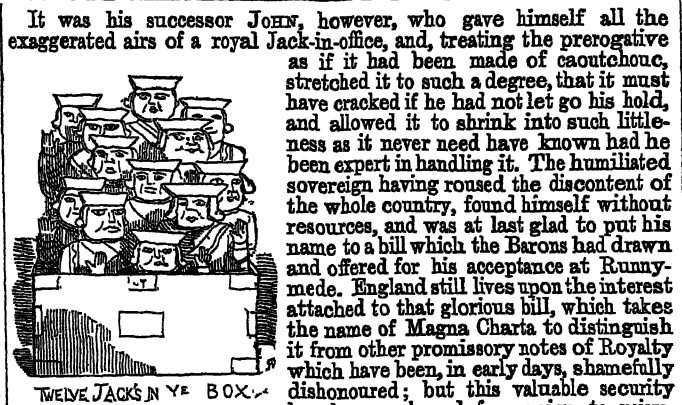 It was his successor JOHN, however, who gave himself all the
exaggerated airs of a royal Jack-in-office, and, treating the prerogative
as if it had been made of caoutchouc,
stretched it to such a degree, that it must
have cracked if he had not let go his hold,
and allowed it to shrink into such little-
ness as it never need have known had he
been expert in handling it. The humiliated
sovereign having roused the discontent of
the whole country, found himself without
resources, and was at last glad to put his
name to a bill which the Barons had drawn
and offered for his acceptance at Runny-
mede. England still lives upon the interest
attached to that glorious bill, which takes
the name of Magna Charta to distinguish
it from other promissory notes of Royalty
which have been, in early days, shamefully
dishonoured; but this valuable security
TWELVE JACKS IN YE BOX.